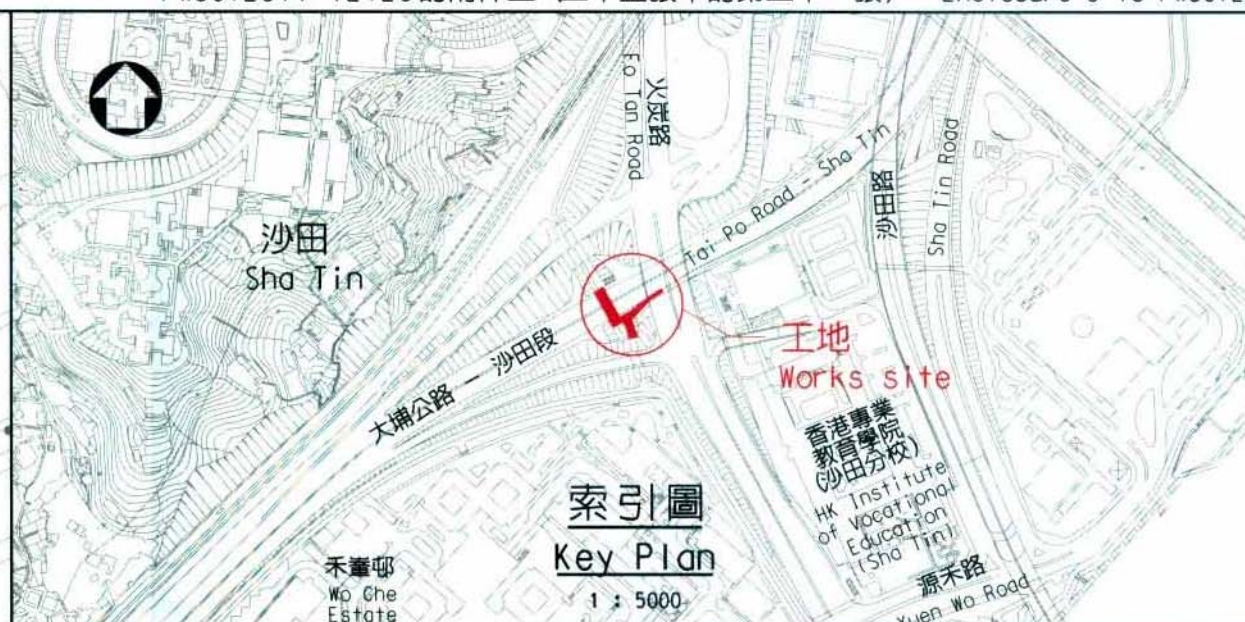 火炭路
Fo Tan Road
Tai Po Road - Sha Tin
沙田路
Sha Tin Road
沙田
Sha Tin
工地
Works site
大埔公路 — 沙田段
香港專業
教育學院
(沙田分校)
HK Institute
of Vocational
Education
(Sha Tin)
索引圖
Key Plan
1 : 5000
禾輋邨
Wo Che
Estate
源禾路
Yuen Wo Road